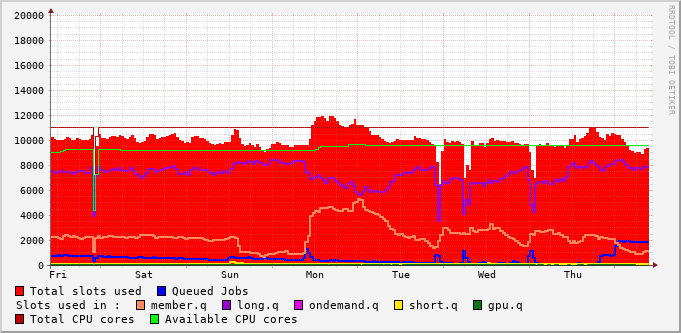 RRDTOOL / TOBI OETIKER
20000
18000
16000
14000
12000
10000
8000
6000
4000
2000
0
Fri Sat Sun Mon Tue Wed Thu
Total slots used Queued Jobs
Slots used in : member.q long.q ondemand.q short.q gpu.q
Total CPU cores Available CPU cores